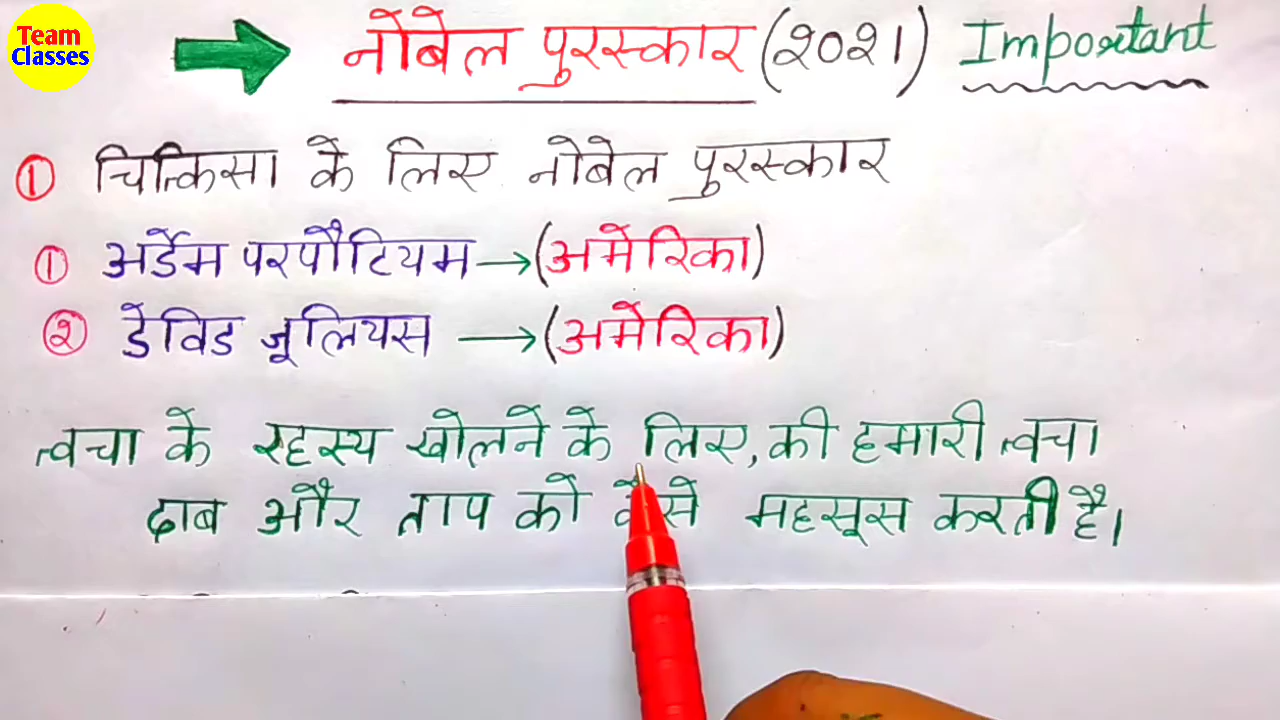 Team
Classes
नोबेल पुरस्कार (२०२१) Important
① चित्किसा के लिए नोबेल पुरस्कार
① अर्डेम परपौटियम → (अमेरिका)
② डेविड जूलियस → (अमेरिका)
त्वचा के रहस्य खोलने के लिए, की हमारी त्वचा
दाब और ताप को कैसे महसूस करती है।